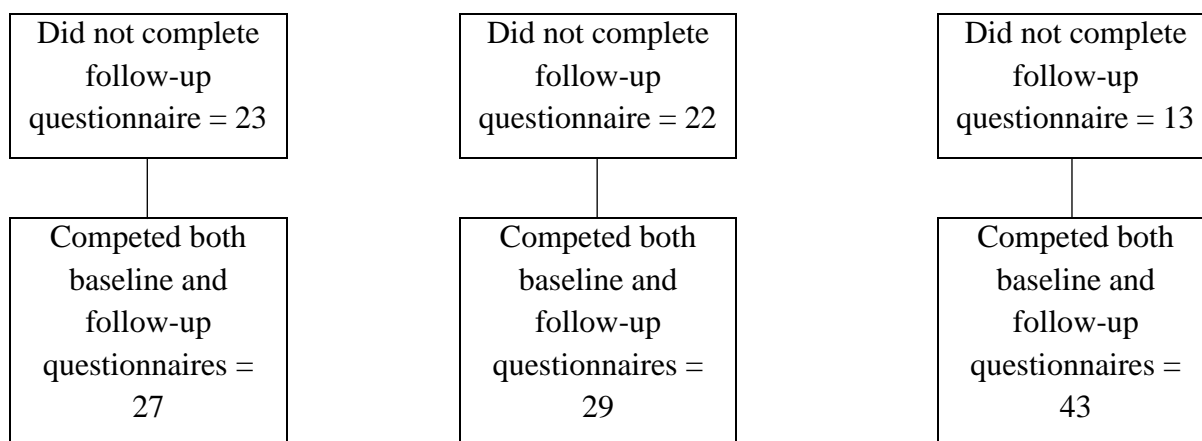 Did not complete
follow-up
questionnaire = 23
Did not complete
follow-up
questionnaire = 22
Did not complete
follow-up
questionnaire = 13
Competed both
baseline and
follow-up
questionnaires =
27
Competed both
baseline and
follow-up
questionnaires =
29
Competed both
baseline and
follow-up
questionnaires =
43